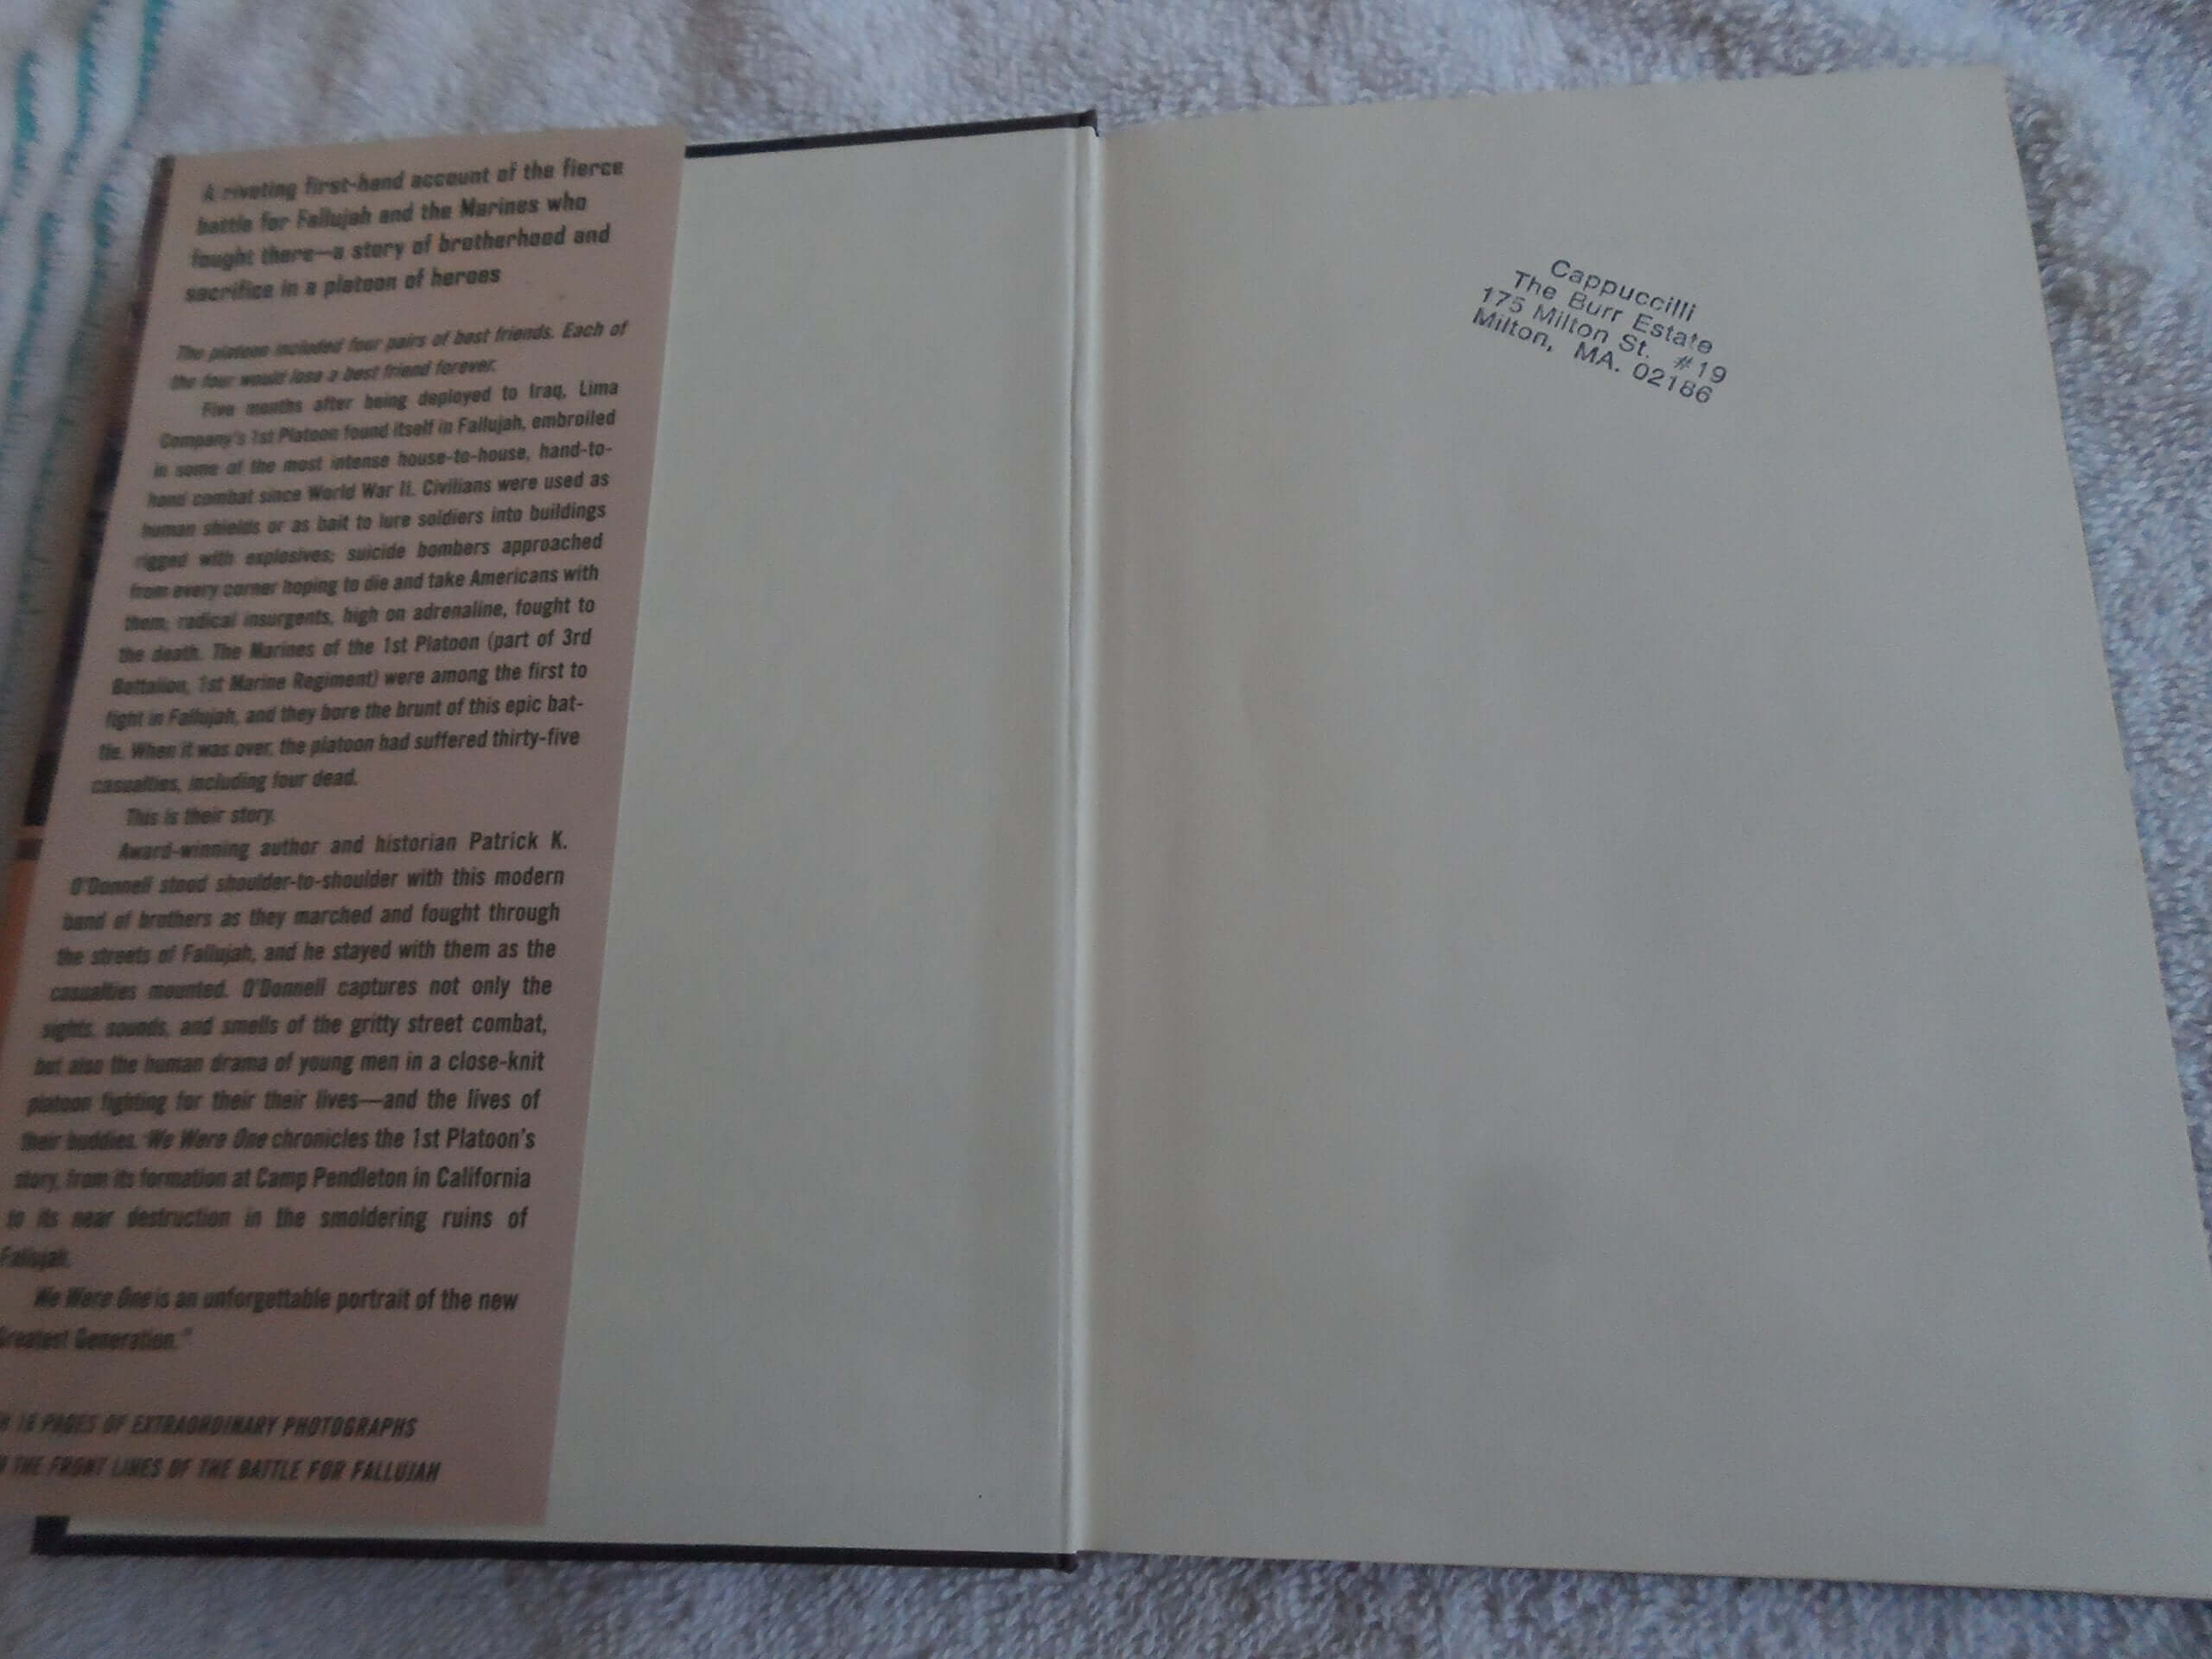 A riveting first-hand account of the fierce
battle for Fallujah and the Marines who
fought there—a story of brotherhood and
sacrifice in a platoon of heroes
The platoon included four pairs of best friends. Each of
the four would lose a best friend forever.
Five months after being deployed to Iraq, Lima
Company's 1st Platoon found itself in Fallujah, embroiled
in some of the most intense house-to-house, hand-to-
hand combat since World War II. Civilians were used as
human shields or as bait to lure soldiers into buildings
rigged with explosives; suicide bombers approached
from every corner hoping to die and take Americans with
them; radical insurgents, high on adrenaline, fought to
the death. The Marines of the 1st Platoon (part of 3rd
Battalion, 1st Marine Regiment) were among the first to
fight in Fallujah, and they bore the brunt of this epic bat-
tle. When it was over, the platoon had suffered thirty-five
casualties, including four dead.
This is their story.
Award-winning author and historian Patrick K.
O'Donnell stood shoulder-to-shoulder with this modern
band of brothers as they marched and fought through
the streets of Fallujah, and he stayed with them as the
casualties mounted. O'Donnell captures not only the
sights, sounds, and smells of the gritty street combat,
but also the human drama of young men in a close-knit
platoon fighting for their their lives—and the lives of
their buddies. We Were One chronicles the 1st Platoon's
story, from its formation at Camp Pendleton in California
to its near destruction in the smoldering ruins of
Fallujah.
We Were One is an unforgettable portrait of the new
Greatest Generation."
16 PAGES OF EXTRAORDINARY PHOTOGRAPHS
THE FRONT LINES OF THE BATTLE FOR FALLUJAH
Cappuccilli
The Burr Estate
175 Milton St. #19
Milton, MA. 02186